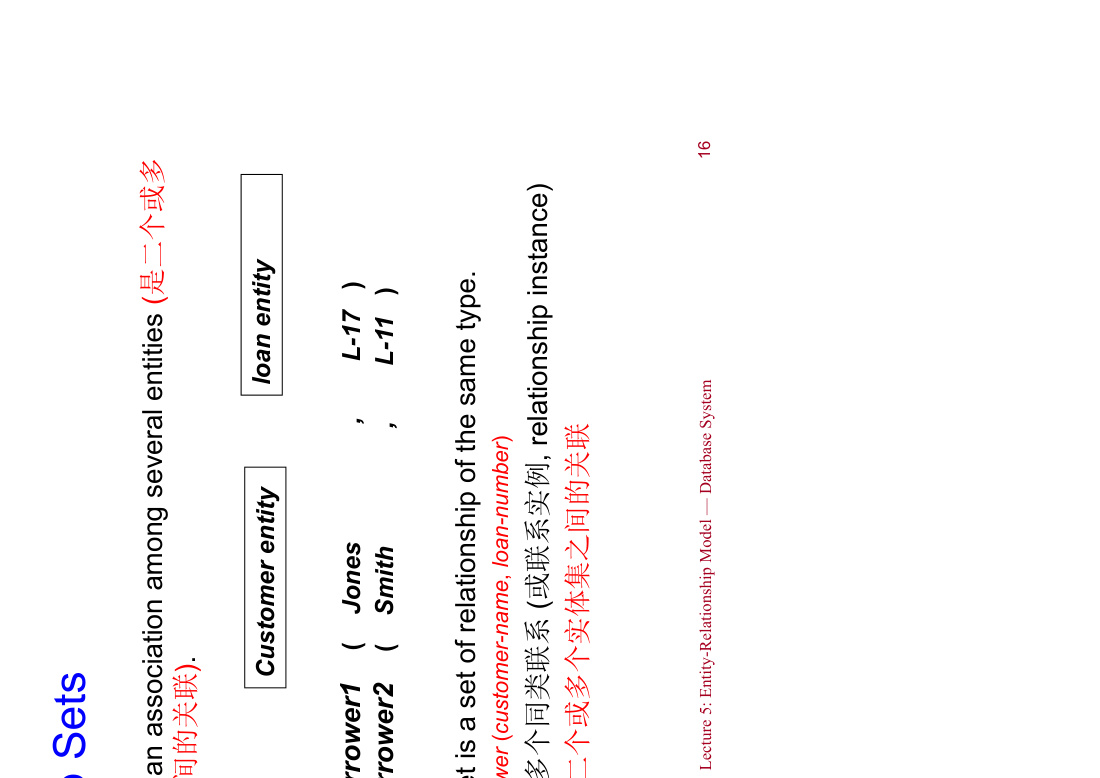 Sets
an association among several entities (是二个或多
间的关联).
Customer entity
loan entity
rrower1 ( Jones , L-17 )
rrower2 ( Smith , L-11 )
et is a set of relationship of the same type.
wer (customer-name, loan-number)
多个同类联系 (或联系实例, relationship instance)
二个或多个实体集之间的关联
Lecture 5: Entity-Relationship Model — Database System
16